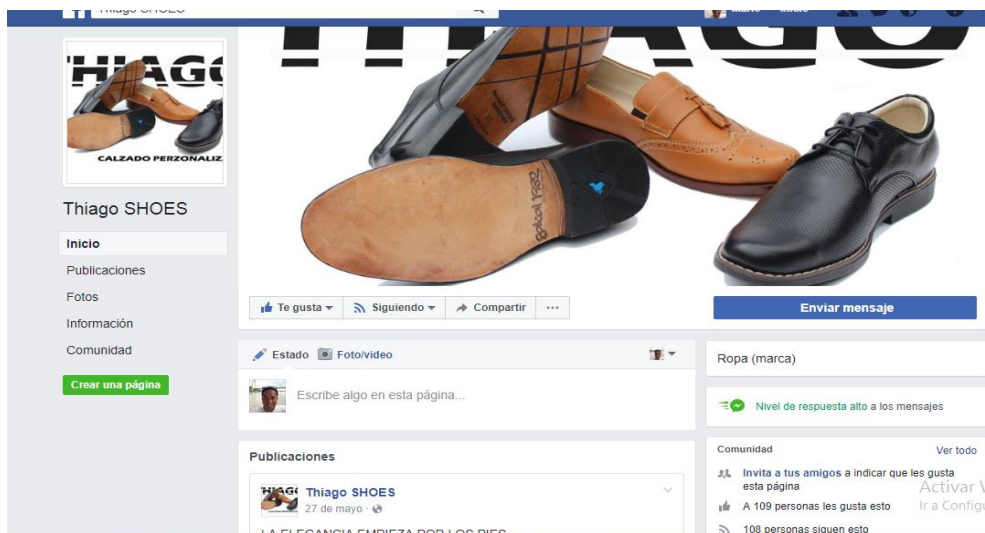 Thiago SHOES
THIAGO
THIAGO
CALZADO PERZONALIZ
Thiago SHOES
Inicio
Publicaciones
Fotos
Información
Comunidad
Crear una página
Te gusta
Siguiendo
Compartir
Enviar mensaje
Estado Foto/video
Escribe algo en esta página...
Ropa (marca)
Nivel de respuesta alto a los mensajes
Publicaciones
Thiago SHOES
27 de mayo
LA ELEGANCIA EMPIEZA POR LOS PIES
Comunidad Ver todo
Invita a tus amigos a indicar que les gusta
esta página
A 109 personas les gusta esto
108 personas siguen esto
Activar
Ir a Configu